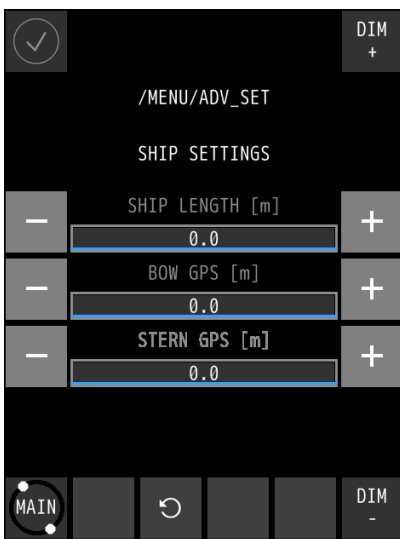 DIM
+
/MENU/ADV_SET
SHIP SETTINGS
SHIP LENGTH [m]
− +
0.0
BOW GPS [m]
− +
0.0
STERN GPS [m]
− +
0.0
MAIN
DIM
-